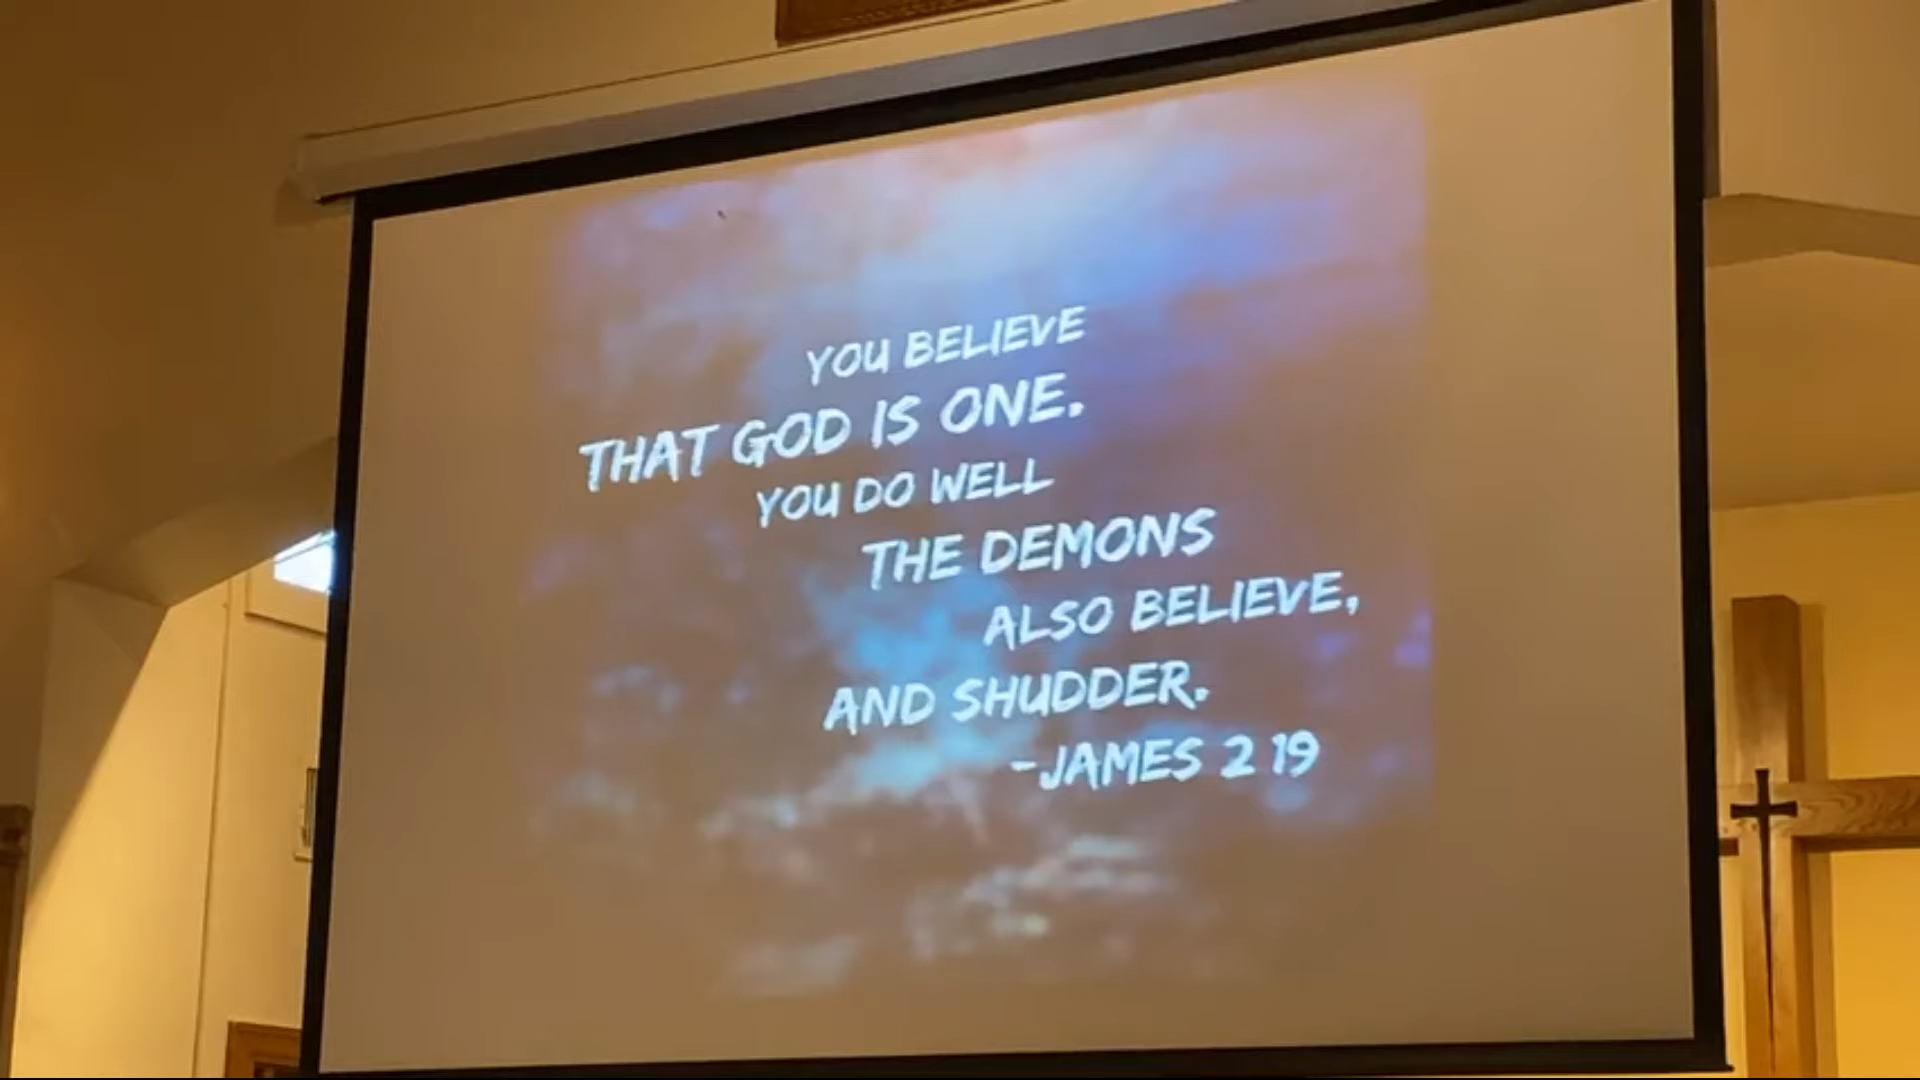 YOU BELIEVE
THAT GOD IS ONE.
YOU DO WELL
THE DEMONS
ALSO BELIEVE,
AND SHUDDER.
-JAMES 2 19